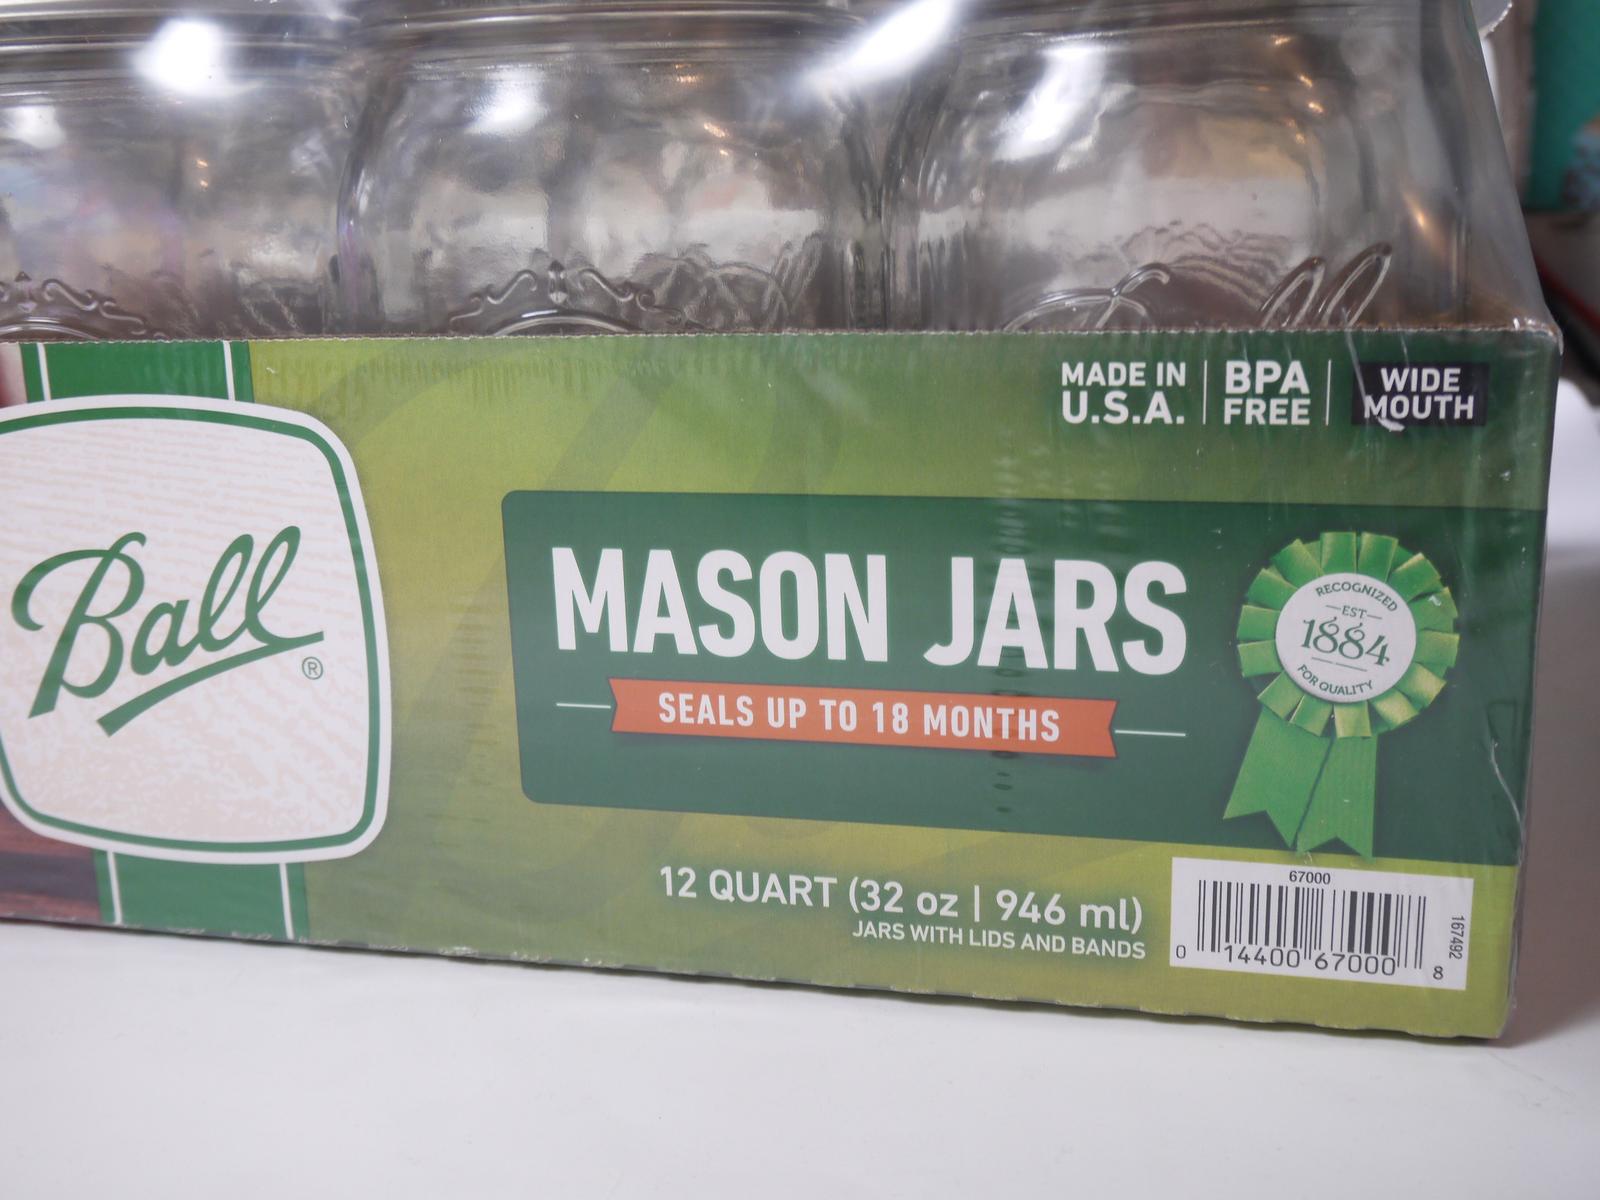 MADE IN
U.S.A.
BPA
FREE
WIDE
MOUTH
Ball
®
MASON JARS
SEALS UP TO 18 MONTHS
RECOGNIZED
EST.
1884
FOR QUALITY
12 QUART (32 oz | 946 ml)
JARS WITH LIDS AND BANDS
67000
0 14400 67000 8
167492